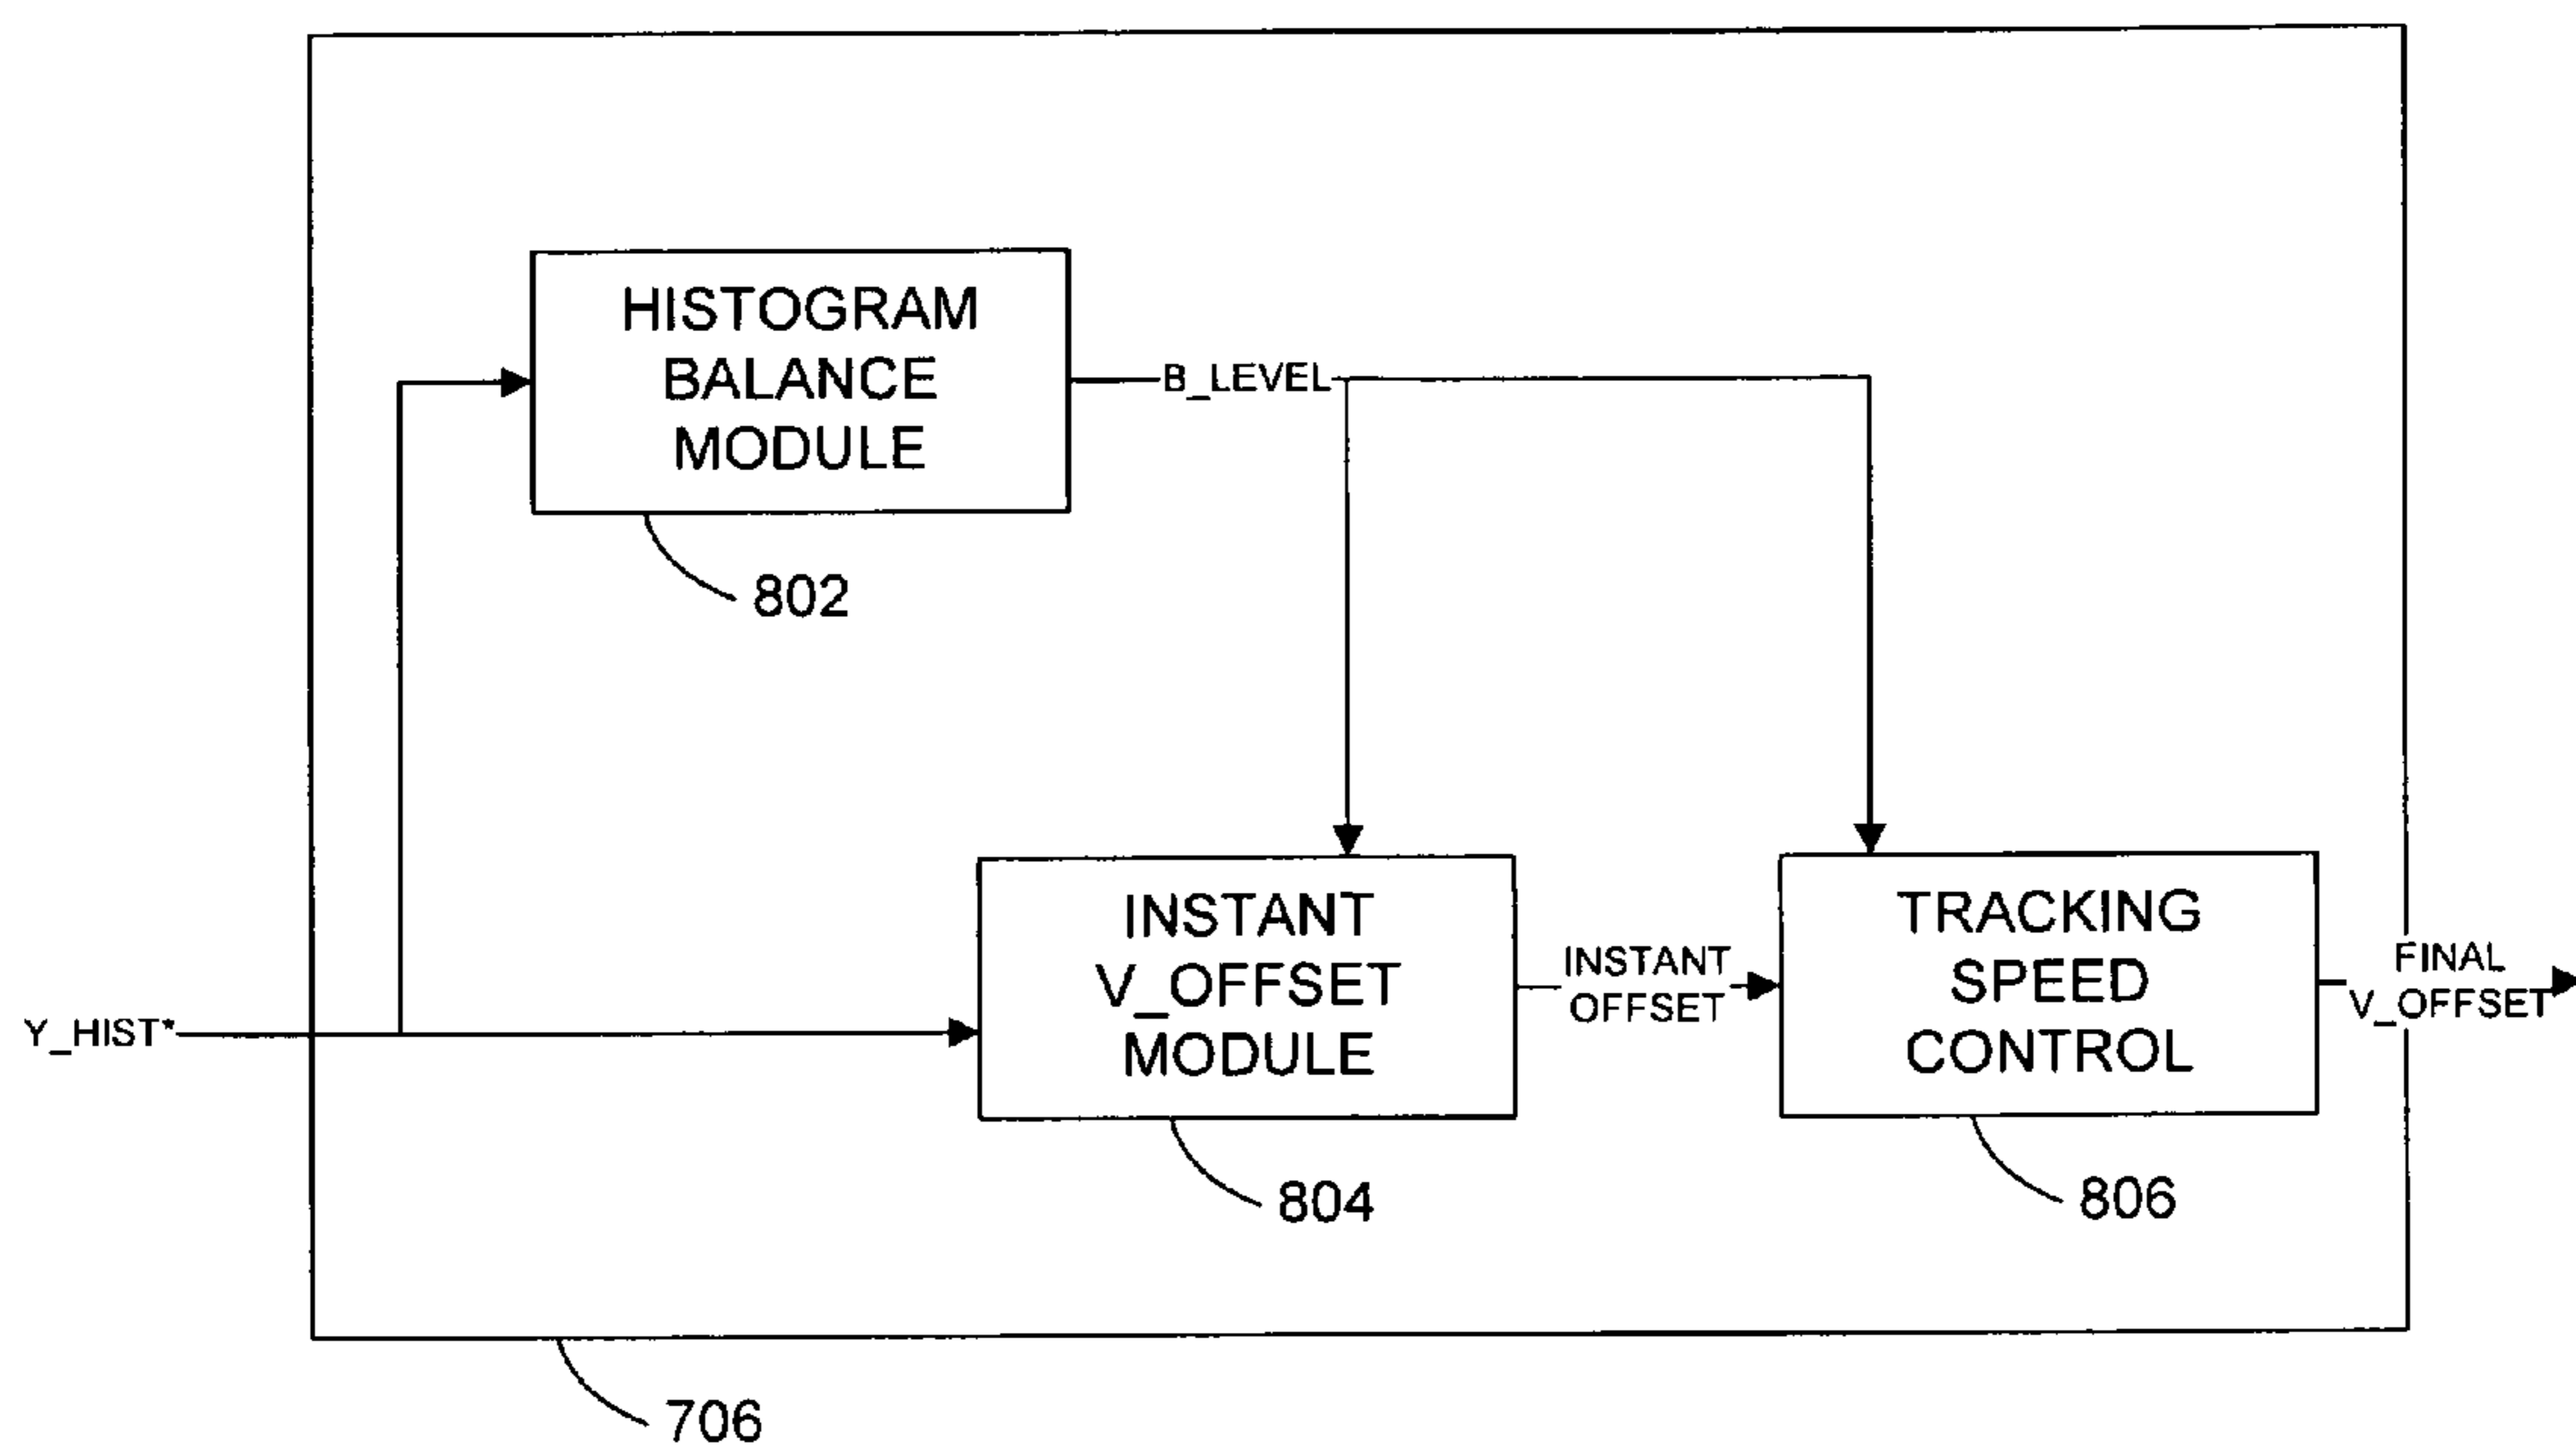 HISTOGRAM
BALANCE
MODULE
B_LEVEL
802
Y_HIST*
INSTANT
V_OFFSET
MODULE
804
INSTANT
OFFSET
TRACKING
SPEED
CONTROL
806
FINAL
V_OFFSET
706